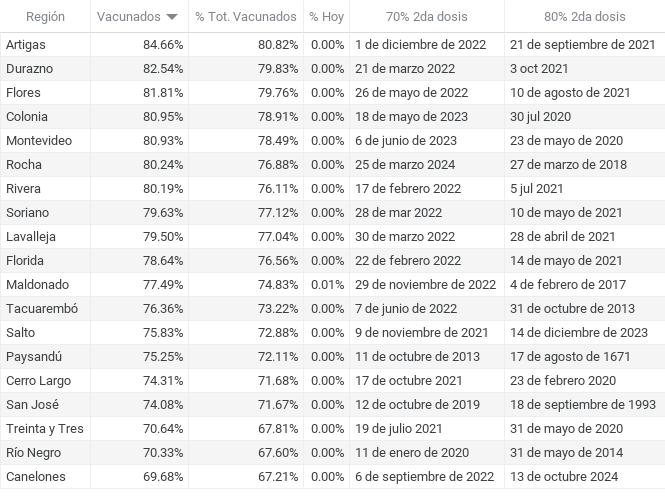 Región Vacunados % Tot. Vacunados % Hoy 70% 2da dosis 80% 2da dosis
Artigas 84.66% 80.82% 0.00% 1 de diciembre de 2022 21 de septiembre de 2021
Durazno 82.54% 79.83% 0.00% 21 de marzo 2022 3 oct 2021
Flores 81.81% 79.76% 0.00% 26 de mayo de 2022 10 de agosto de 2021
Colonia 80.95% 78.91% 0.00% 18 de mayo de 2023 30 jul 2020
Montevideo 80.93% 78.49% 0.00% 6 de junio de 2023 23 de mayo de 2020
Rocha 80.24% 76.88% 0.00% 25 de marzo 2024 27 de marzo de 2018
Rivera 80.19% 76.11% 0.00% 17 de febrero 2022 5 jul 2021
Soriano 79.63% 77.12% 0.00% 28 de mar 2022 10 de mayo de 2021
Lavalleja 79.50% 77.04% 0.00% 30 de marzo 2022 28 de abril de 2021
Florida 78.64% 76.56% 0.00% 22 de febrero 2022 14 de mayo de 2021
Maldonado 77.49% 74.83% 0.01% 29 de noviembre de 2022 4 de febrero de 2017
Tacuarembó 76.36% 73.22% 0.00% 7 de junio de 2022 31 de octubre de 2013
Salto 75.83% 72.88% 0.00% 9 de noviembre de 2021 14 de diciembre de 2023
Paysandú 75.25% 72.11% 0.00% 11 de octubre de 2013 17 de agosto de 1671
Cerro Largo 74.31% 71.68% 0.00% 17 de octubre 2021 23 de febrero 2020
San José 74.08% 71.67% 0.00% 12 de octubre de 2019 18 de septiembre de 1993
Treinta y Tres 70.64% 67.81% 0.00% 19 de julio 2021 31 de mayo de 2020
Río Negro 70.33% 67.60% 0.00% 11 de enero de 2020 31 de mayo de 2014
Canelones 69.68% 67.21% 0.00% 6 de septiembre de 2022 13 de octubre 2024